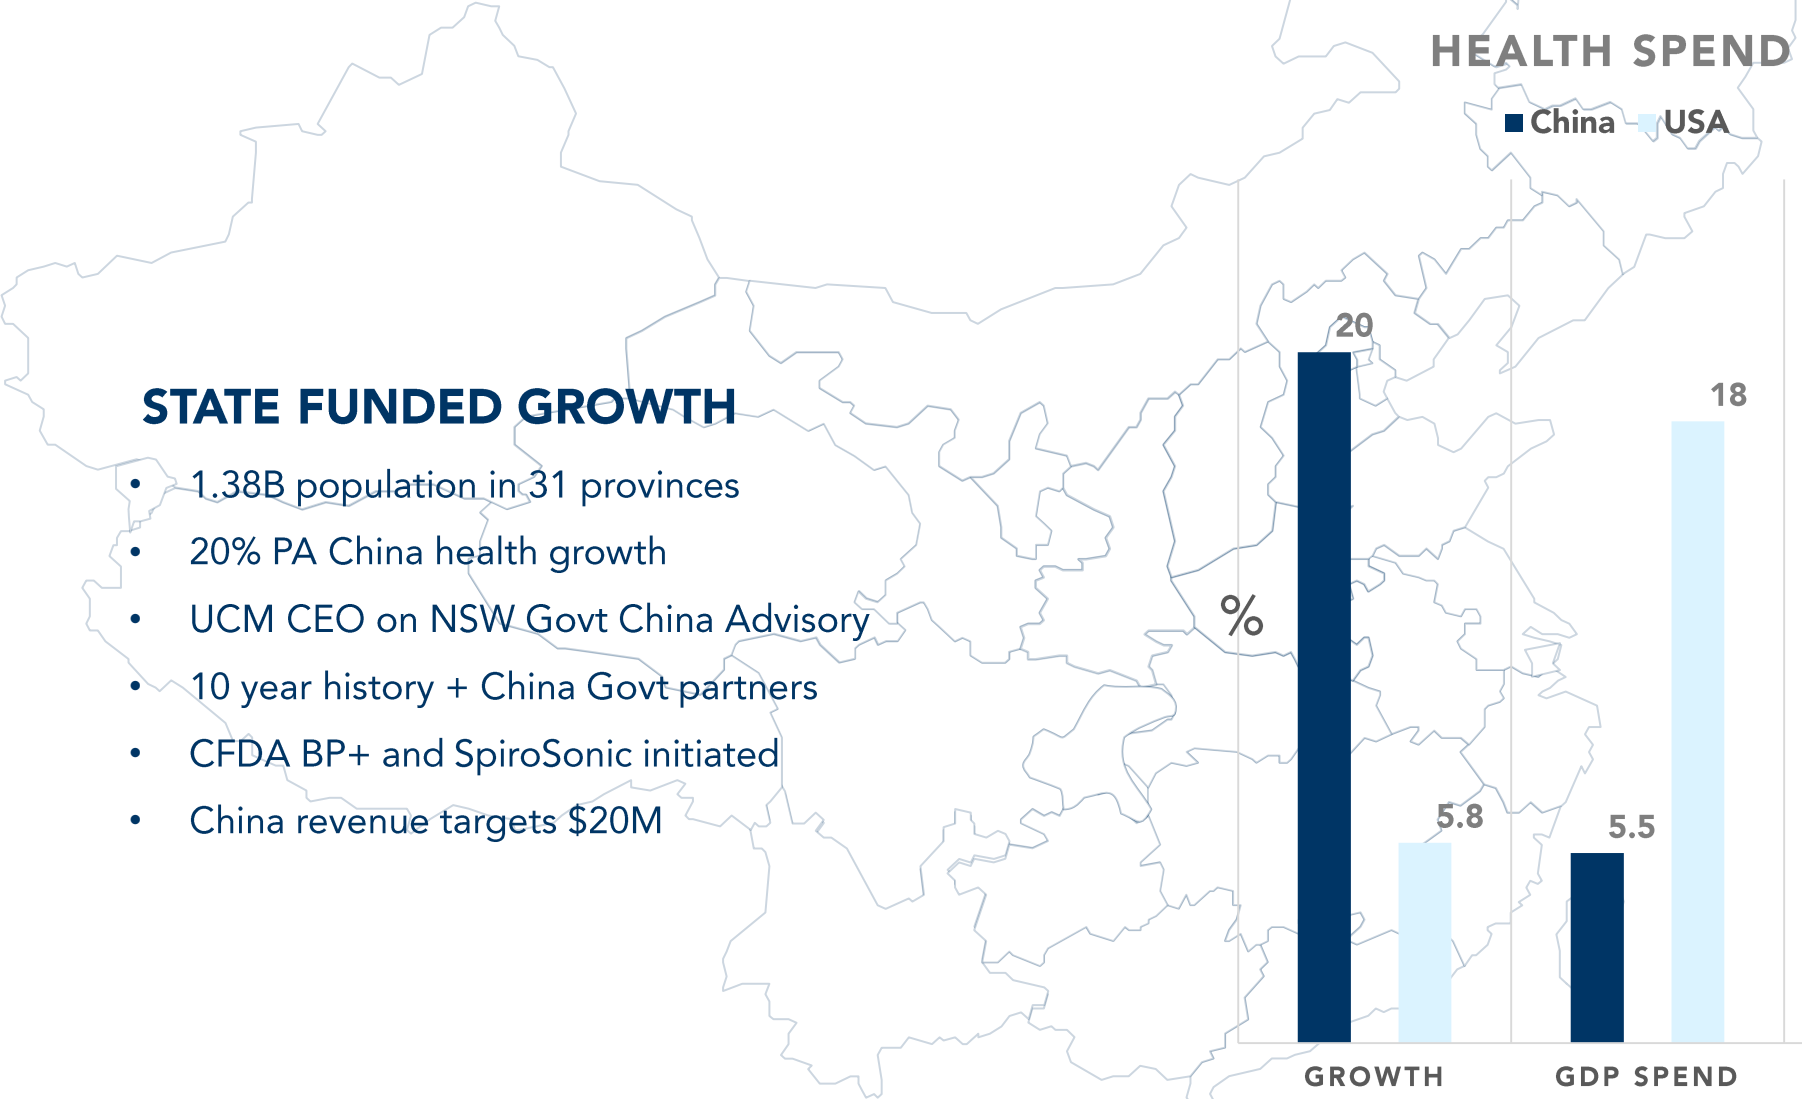 STATE FUNDED GROWTH
• 1.38B population in 31 provinces
• 20% PA China health growth
• UCM CEO on NSW Govt China Advisory
• 10 year history + China Govt partners
• CFDA BP+ and SpiroSonic initiated
• China revenue targets $20M
HEALTH SPEND
China USA
20
18
%
5.8
5.5
GROWTH GDP SPEND